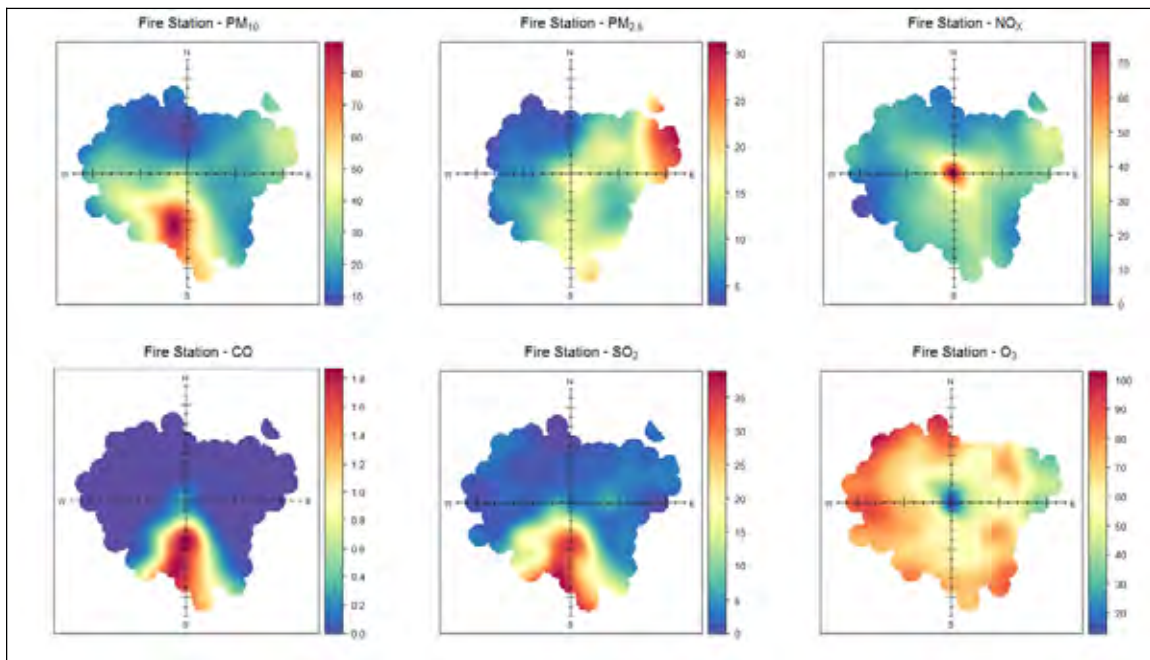 Fire Station - PM₁₀
Fire Station - PM₂.₅
Fire Station - NOₓ
N
N
N
80
70
60
50
40
30
20
10
30
25
20
15
10
5
70
60
50
40
30
20
10
0
W
E
W
E
W
E
S
S
S
Fire Station - CO
Fire Station - SO₂
Fire Station - O₃
N
N
N
1.8
1.6
1.4
1.2
1.0
0.8
0.6
0.4
0.2
0.0
35
30
25
20
15
10
5
0
100
90
80
70
60
50
40
30
20
W
E
W
E
W
E
S
S
S